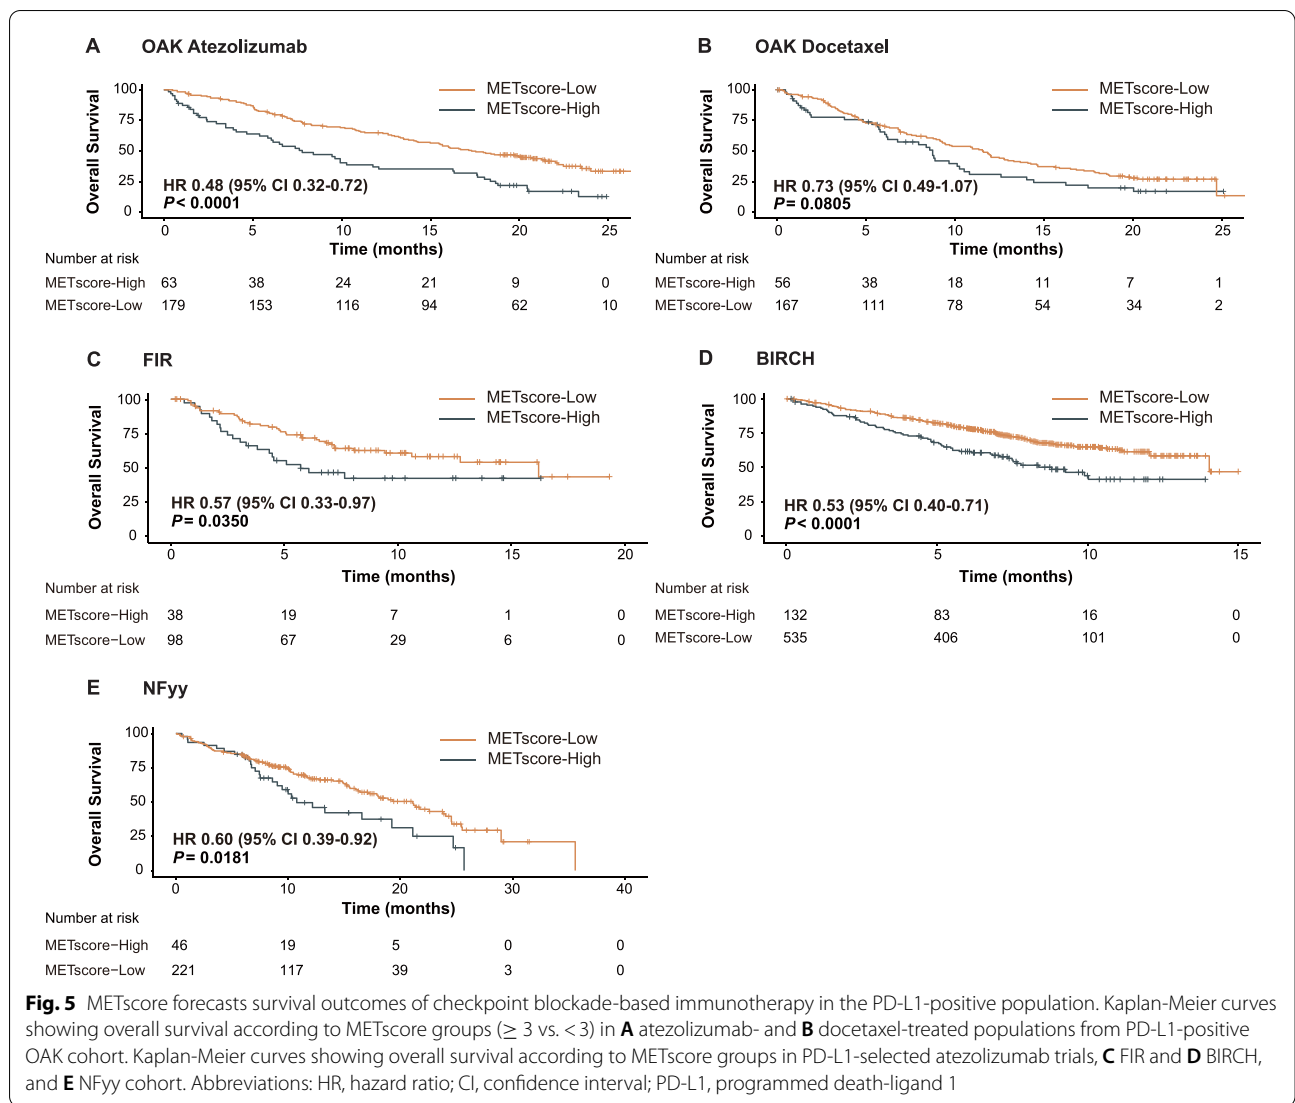 A OAK Atezolizumab
METscore-Low
METscore-High
Overall Survival
100
75
50
25
0
HR 0.48 (95% CI 0.32-0.72)
P < 0.0001
0 5 10 15 20 25
Time (months)
Number at risk
METscore-High 63 38 24 21 9 0
METscore-Low 179 153 116 94 62 10
B OAK Docetaxel
METscore-Low
METscore-High
Overall Survival
100
75
50
25
0
HR 0.73 (95% CI 0.49-1.07)
P = 0.0805
0 5 10 15 20 25
Time (months)
Number at risk
METscore-High 56 38 18 11 7 1
METscore-Low 167 111 78 54 34 2
C FIR
METscore-Low
METscore-High
Overall Survival
100
75
50
25
0
HR 0.57 (95% CI 0.33-0.97)
P = 0.0350
0 5 10 15 20
Time (months)
Number at risk
METscore−High 38 19 7 1 0
METscore−Low 98 67 29 6 0
D BIRCH
METscore-Low
METscore-High
Overall Survival
100
75
50
25
0
HR 0.53 (95% CI 0.40-0.71)
P < 0.0001
0 5 10 15
Time (months)
Number at risk
METscore-High 132 83 16 0
METscore-Low 535 406 101 0
E NFyy
METscore-Low
METscore-High
Overall Survival
100
75
50
25
0
HR 0.60 (95% CI 0.39-0.92)
P = 0.0181
0 10 20 30 40
Time (months)
Number at risk
METscore−High 46 19 5 0 0
METscore−Low 221 117 39 3 0
Fig. 5 METscore forecasts survival outcomes of checkpoint blockade-based immunotherapy in the PD-L1-positive population. Kaplan-Meier curves
showing overall survival according to METscore groups (≥ 3 vs. < 3) in A atezolizumab- and B docetaxel-treated populations from PD-L1-positive
OAK cohort. Kaplan-Meier curves showing overall survival according to METscore groups in PD-L1-selected atezolizumab trials, C FIR and D BIRCH,
and E NFyy cohort. Abbreviations: HR, hazard ratio; CI, confidence interval; PD-L1, programmed death-ligand 1